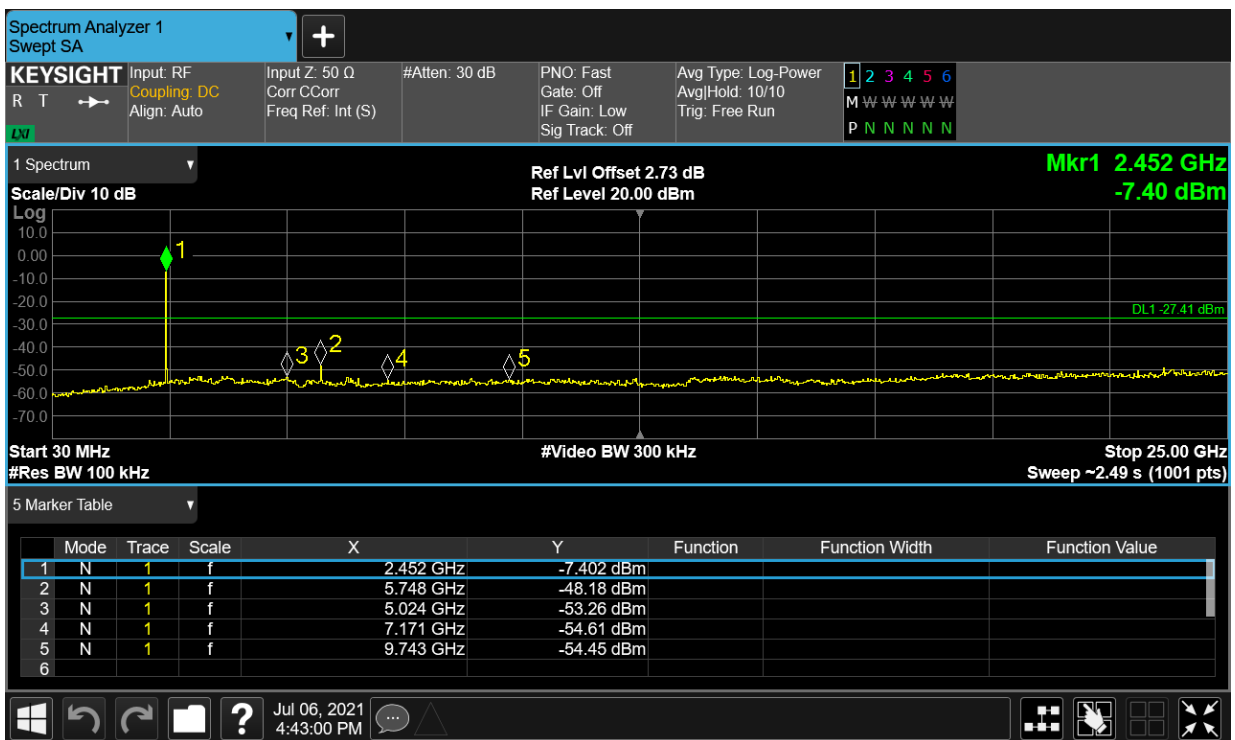 Spectrum Analyzer 1
Swept SA
+
KEYSIGHT
R T
LXI
Input: RF
Coupling: DC
Align: Auto
Input Z: 50 Ω
Corr CCorr
Freq Ref: Int (S)
#Atten: 30 dB
PNO: Fast
Gate: Off
IF Gain: Low
Sig Track: Off
Avg Type: Log-Power
Avg|Hold: 10/10
Trig: Free Run
1 2 3 4 5 6
M W W W W W
P N N N N N
1 Spectrum
Scale/Div 10 dB
Ref Lvl Offset 2.73 dB
Ref Level 20.00 dBm
Mkr1 2.452 GHz
-7.40 dBm
Log
10.0
0.00
-10.0
-20.0
-30.0
-40.0
-50.0
-60.0
-70.0
1
3
2
4
5
DL1 -27.41 dBm
Start 30 MHz
#Res BW 100 kHz
#Video BW 300 kHz
Stop 25.00 GHz
Sweep ~2.49 s (1001 pts)
5 Marker Table
Mode Trace Scale X Y Function Function Width Function Value
1 N 1 f 2.452 GHz -7.402 dBm
2 N 1 f 5.748 GHz -48.18 dBm
3 N 1 f 5.024 GHz -53.26 dBm
4 N 1 f 7.171 GHz -54.61 dBm
5 N 1 f 9.743 GHz -54.45 dBm
6
?
Jul 06, 2021
4:43:00 PM